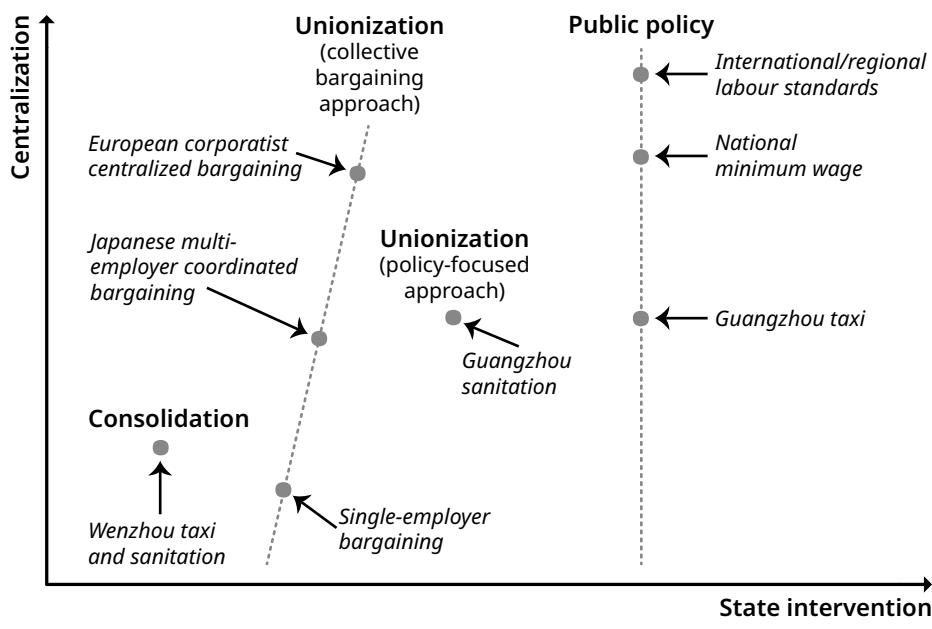 Centralization
Unionization
(collective
bargaining
approach)
Public policy
International/regional
labour standards
European corporatist
centralized bargaining
National
minimum wage
Japanese multi-
employer coordinated
bargaining
Unionization
(policy-focused
approach)
Guangzhou taxi
Guangzhou
sanitation
Consolidation
Wenzhou taxi
and sanitation
Single-employer
bargaining
State intervention